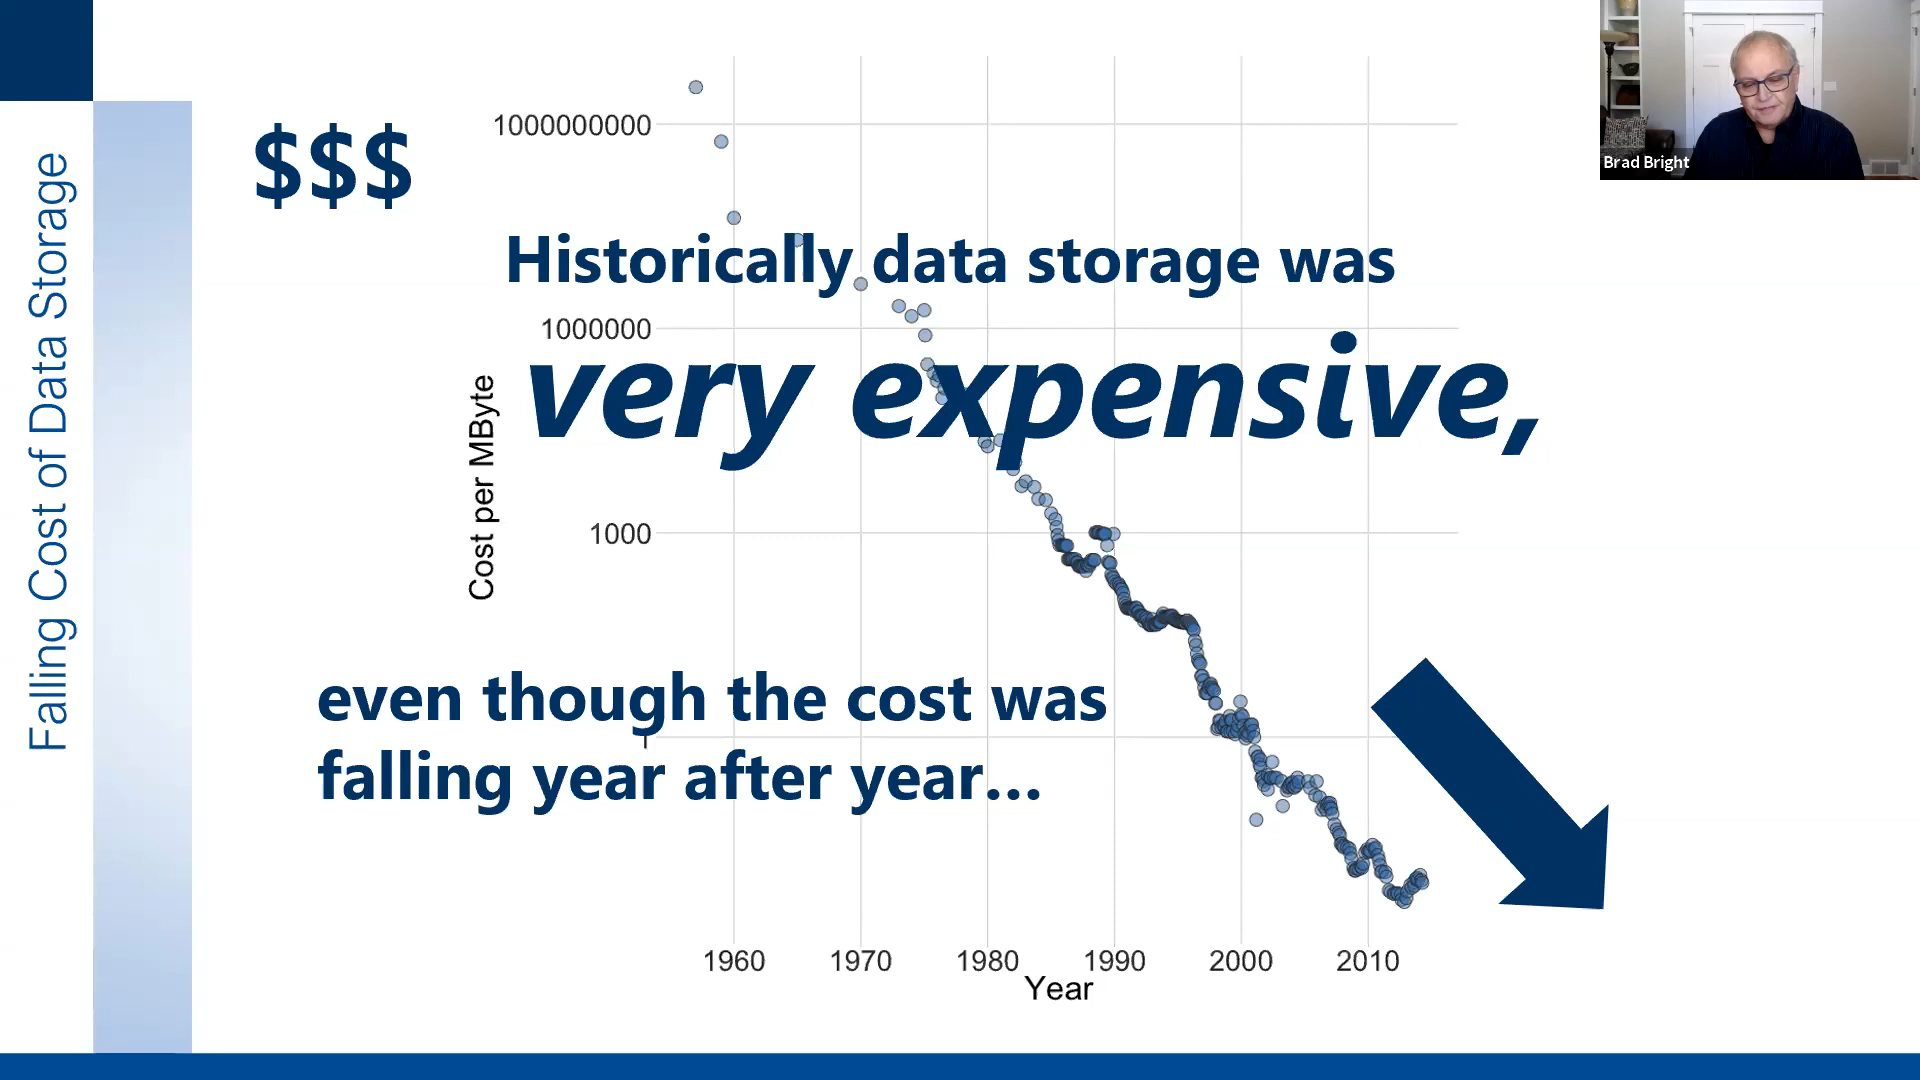 Falling Cost of Data Storage
$$$
Historically data storage was
very expensive,
even though the cost was
falling year after year...
Cost per MByte
1000000000
1000000
1000
1960 1970 1980 1990 2000 2010
Year
Brad Bright